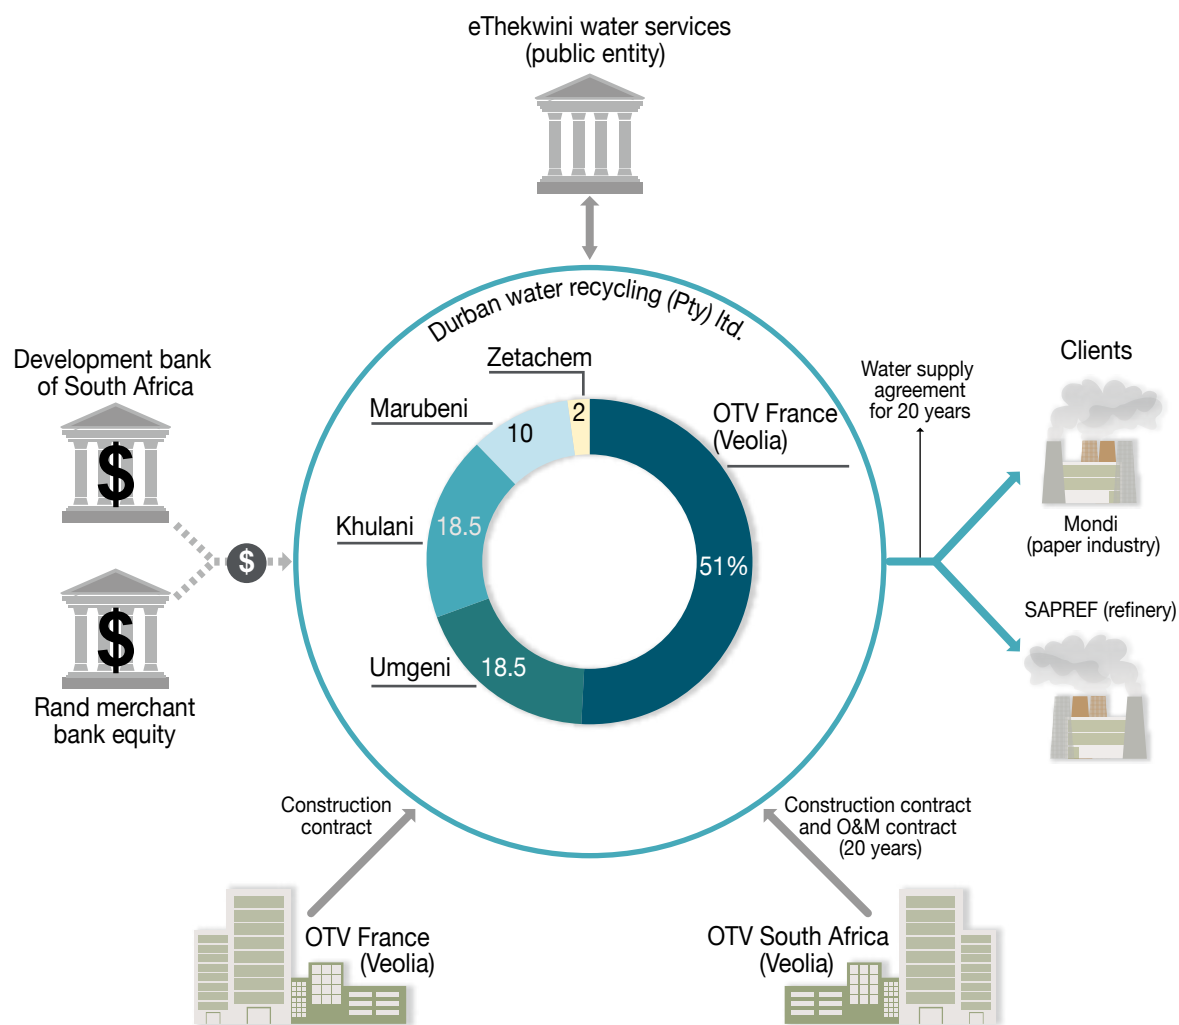 eThekwini water services
(public entity)
Durban water recycling (Pty) ltd.
Development bank
of South Africa
$
$
$
Rand merchant
bank equity
Zetachem
2
Marubeni
10
OTV France
(Veolia)
51%
Khulani
18.5
Umgeni
18.5
Water supply
agreement
for 20 years
Clients
Mondi
(paper industry)
SAPREF (refinery)
Construction
contract
OTV France
(Veolia)
Construction contract
and O&M contract
(20 years)
OTV South Africa
(Veolia)